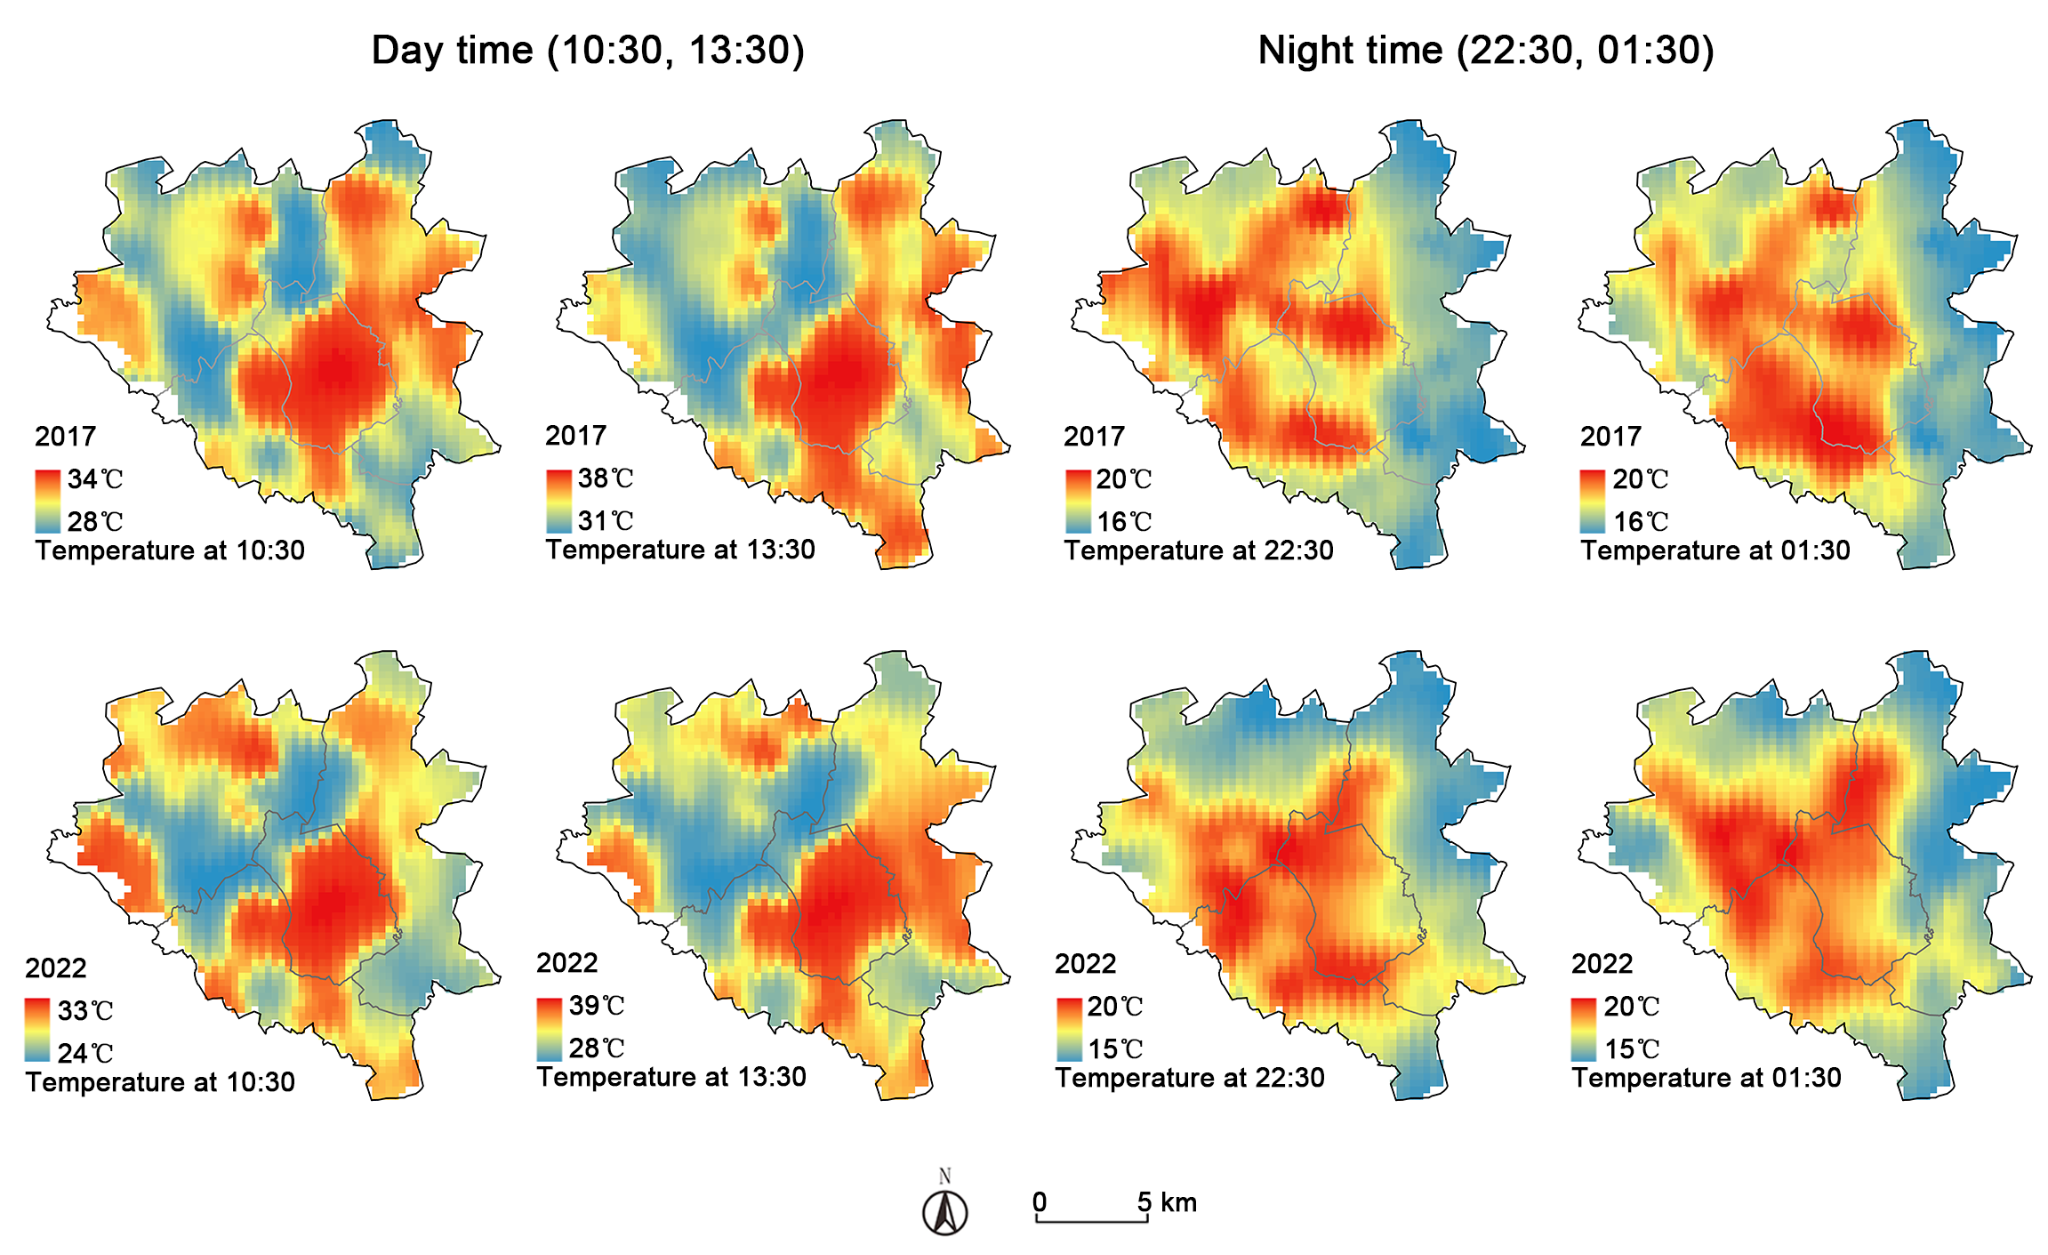 Day time (10:30, 13:30)
Night time (22:30, 01:30)
2017
34℃
28℃
Temperature at 10:30
2017
38℃
31℃
Temperature at 13:30
2017
20℃
16℃
Temperature at 22:30
2017
20℃
16℃
Temperature at 01:30
2022
33℃
24℃
Temperature at 10:30
2022
39℃
28℃
Temperature at 13:30
2022
20℃
15℃
Temperature at 22:30
2022
20℃
15℃
Temperature at 01:30
N
0 5 km